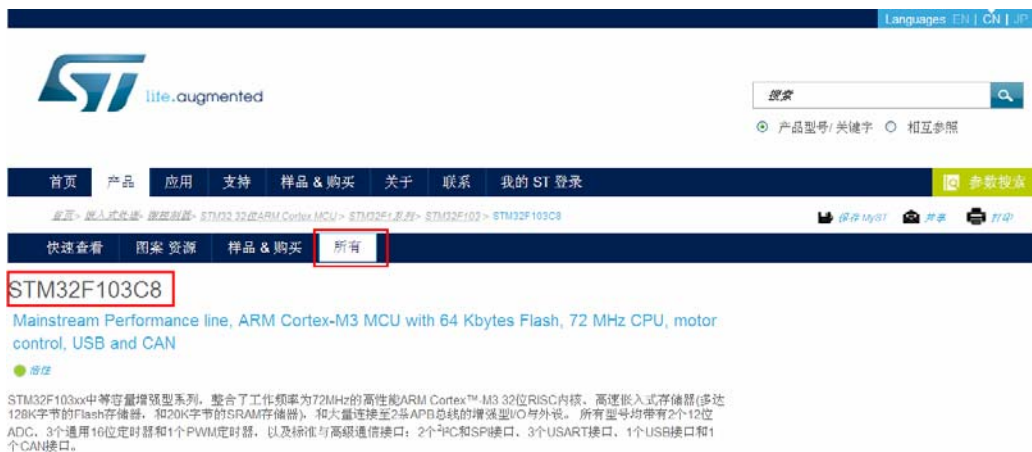 Languages EN | CN | JP
ST life.augmented
搜索
产品型号/关键字 相互参照
首页 产品 应用 支持 样品 & 购买 关于 联系 我的 ST 登录 参数搜索
首页> 嵌入式处理> 微控制器> STM32 32位ARM Cortex MCU> STM32F1 系列> STM32F103> STM32F103C8 保存 MyST 共享 打印
快速查看 图案 资源 样品 & 购买 所有
STM32F103C8
Mainstream Performance line, ARM Cortex-M3 MCU with 64 Kbytes Flash, 72 MHz CPU, motor
control, USB and CAN
STM32F103xx中等容量增强型系列，整合了工作频率为72MHz的高性能ARM Cortex™-M3 32位RISC内核、高速嵌入式存储器(多达
128K字节的Flash存储器，和20K字节的SRAM存储器)，和大量连接至2条APB总线的增强型I/O与外设。 所有型号均带有2个12位
ADC、3个通用16位定时器和1个PWM定时器，以及标准与高级通信接口：2个²I²C和SPI接口、3个USART接口、1个USB接口和1
个CAN接口。